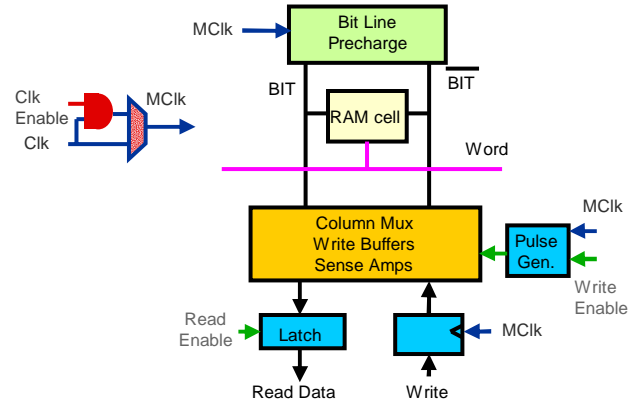 Bit Line
Precharge
MClk
BIT
BIT
Clk
Enable
MClk
Clk
RAM cell
Word
Column Mux
Write Buffers
Sense Amps
MClk
Pulse
Gen.
Write
Enable
Read
Enable
Latch
MClk
Read Data
Write